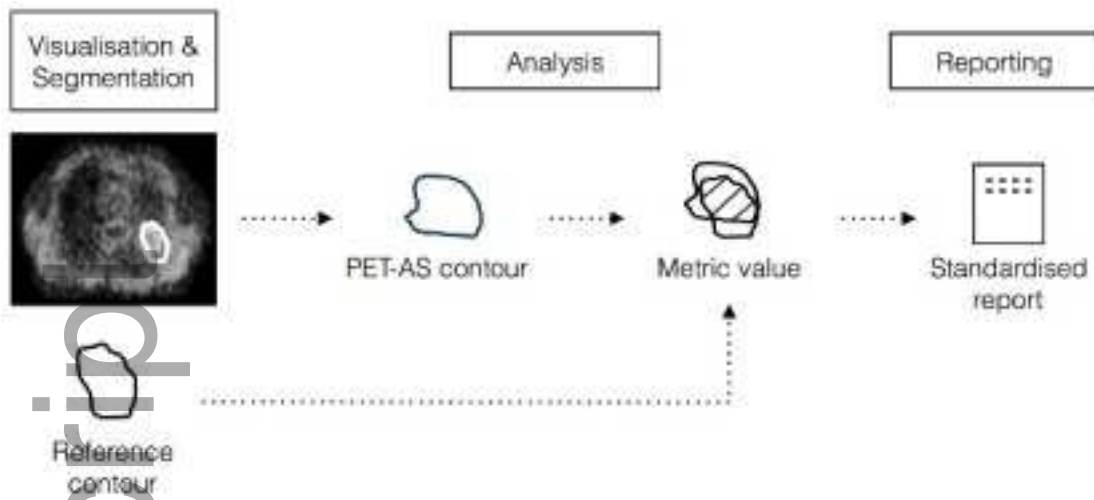 Visualisation &
Segmentation
Analysis
Reporting
PET-AS contour
Metric value
Standardised
report
Reference
contour